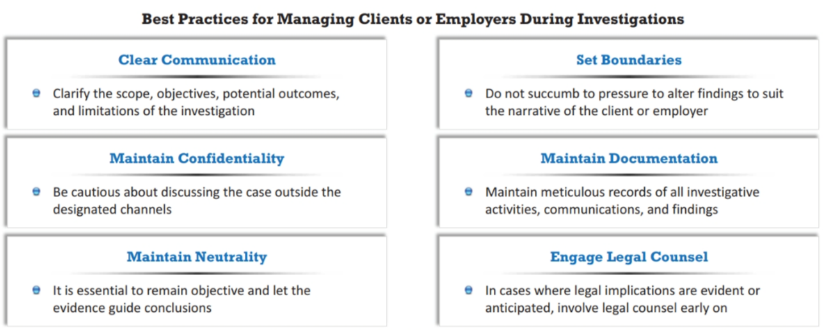 Best Practices for Managing Clients or Employers During Investigations
Clear Communication
Clarify the scope, objectives, potential outcomes,
and limitations of the investigation
Set Boundaries
Do not succumb to pressure to alter findings to suit
the narrative of the client or employer
Maintain Confidentiality
Be cautious about discussing the case outside the
designated channels
Maintain Documentation
Maintain meticulous records of all investigative
activities, communications, and findings
Maintain Neutrality
It is essential to remain objective and let the
evidence guide conclusions
Engage Legal Counsel
In cases where legal implications are evident or
anticipated, involve legal counsel early on